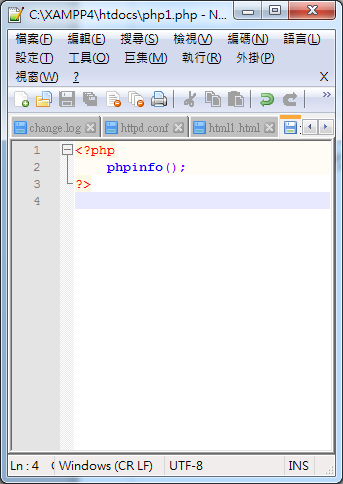 C:\XAMPP4\htdocs\php1.php - N...
檔案(F) 編輯(E) 搜尋(S) 檢視(V) 編碼(N) 語言(L)
設定(T) 工具(O) 巨集(M) 執行(R) 外掛(P)
視窗(W) ? X
change.log httpd.conf html1.html
1 <?php
2 phpinfo();
3 ?>
4
Ln : 4 Windows (CR LF) UTF-8 INS